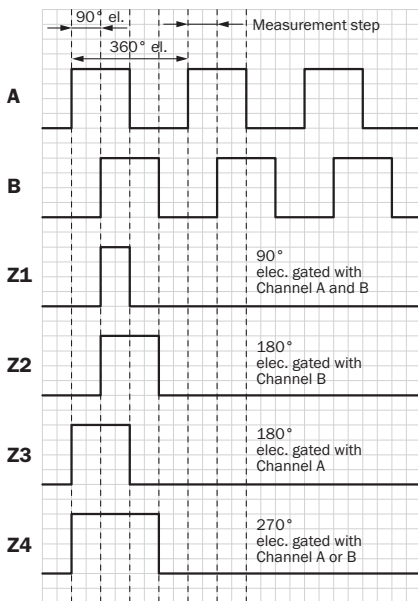 90° el.
Measurement step
360° el.
A
B
Z1
90°
elec. gated with
Channel A and B
Z2
180°
elec. gated with
Channel B
Z3
180°
elec. gated with
Channel A
Z4
270°
elec. gated with
Channel A or B